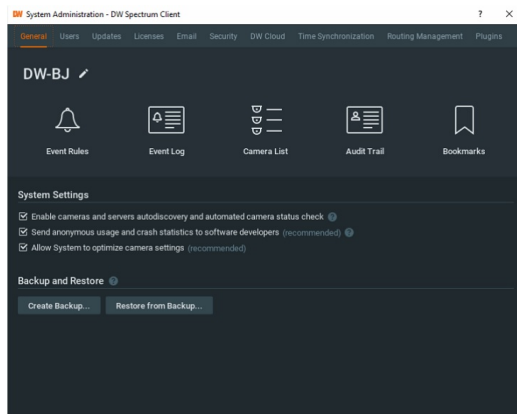 DW System Administration - DW Spectrum Client ? X
General Users Updates Licenses Email Security DW Cloud Time Synchronization Routing Management Plugins
DW-BJ
Event Rules Event Log Camera List Audit Trail Bookmarks
System Settings
Enable cameras and servers autodiscovery and automated camera status check ?
Send anonymous usage and crash statistics to software developers (recommended) ?
Allow System to optimize camera settings (recommended)
Backup and Restore ?
Create Backup... Restore from Backup...